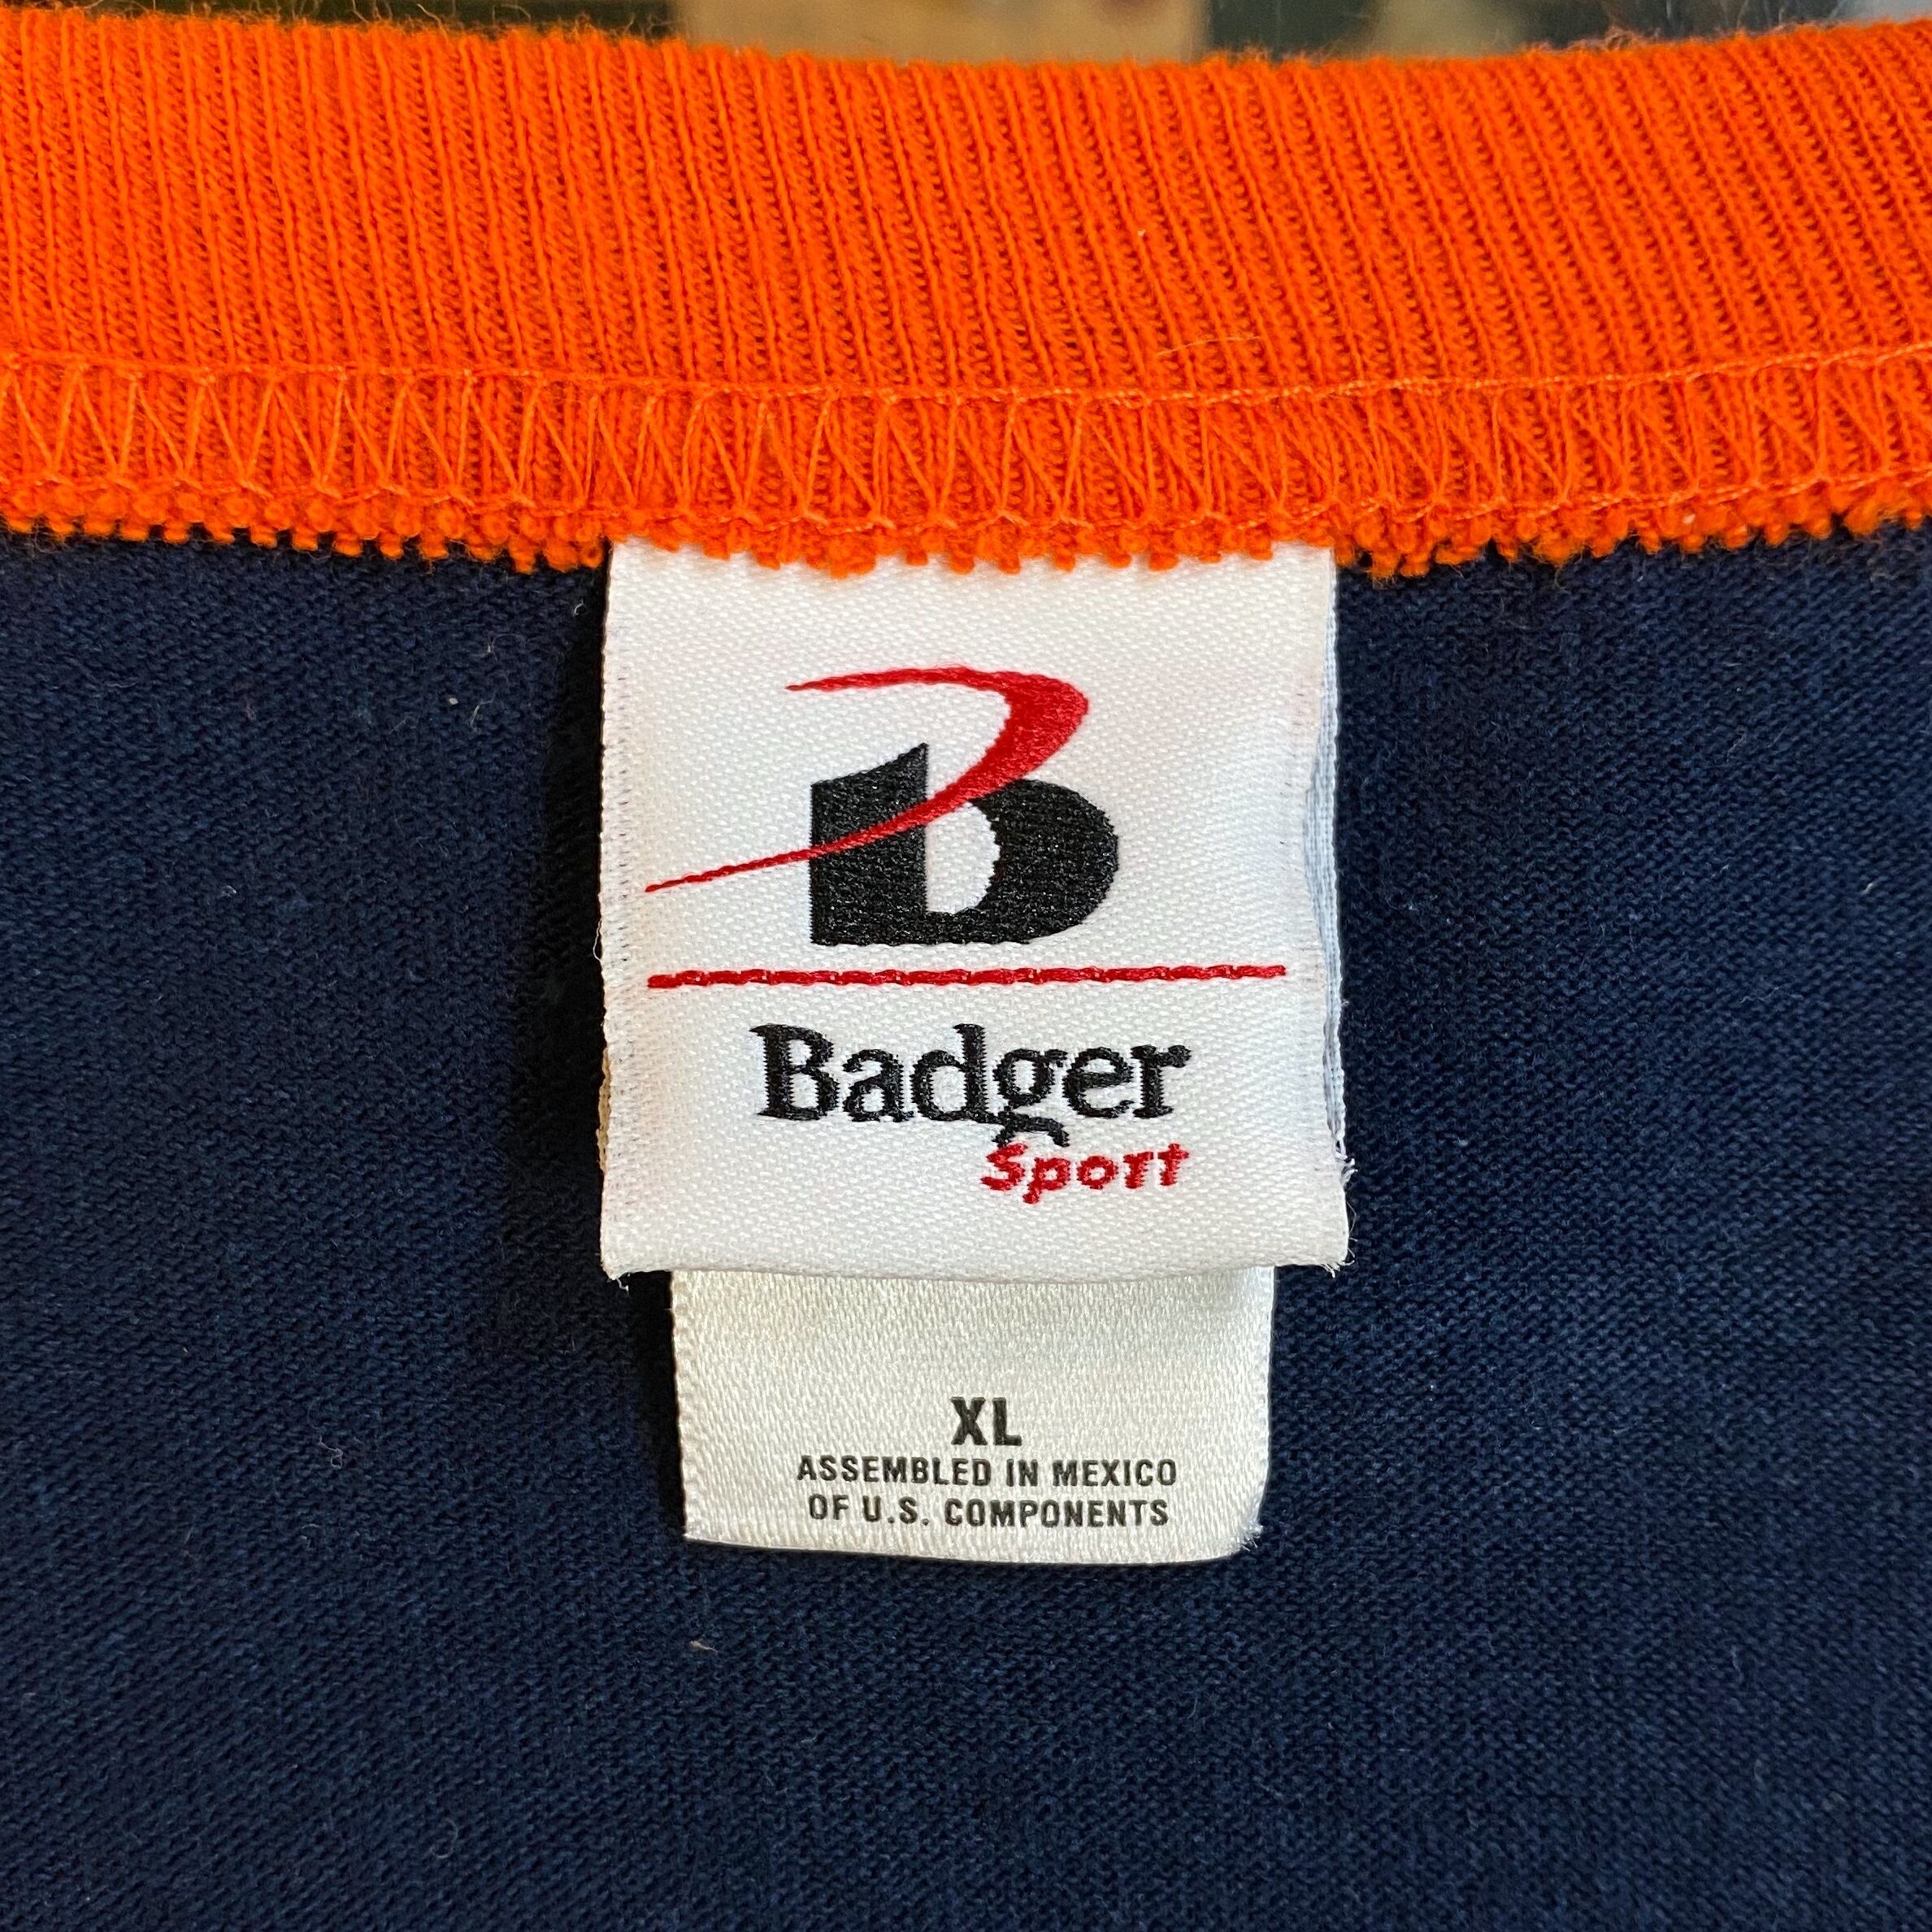 B
Badger
Sport
XL
ASSEMBLED IN MEXICO
OF U.S. COMPONENTS